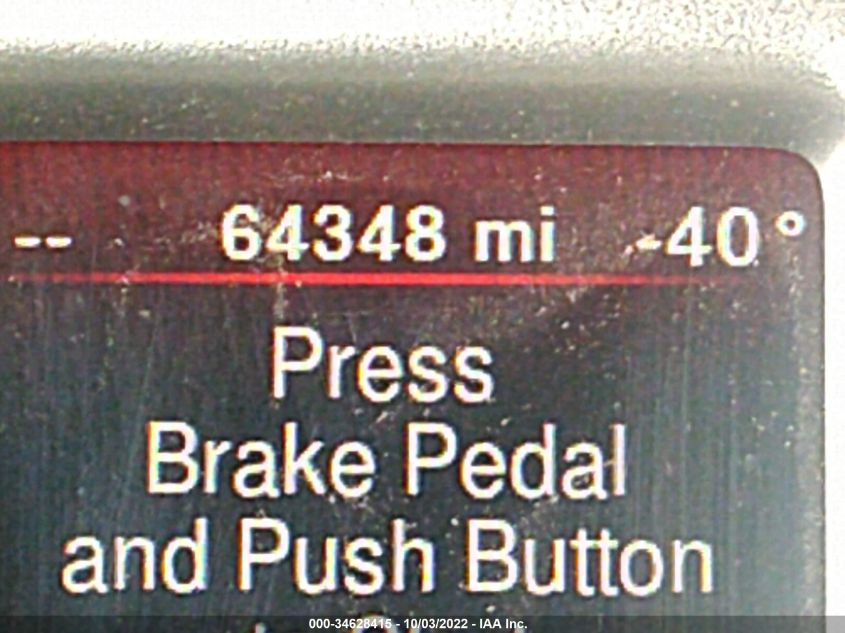 -- 64348 mi -40°
Press
Brake Pedal
and Push Button
000-34628415 - 10/03/2022 - IAA Inc.